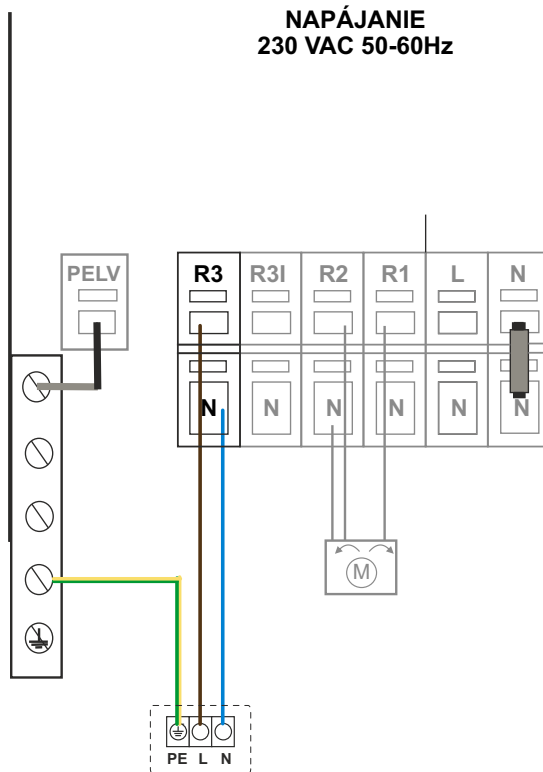 NAPÁJANIE
230 VAC 50-60Hz
PELV
R3 R3I R2 R1 L N
N N N N N N
M
PE L N